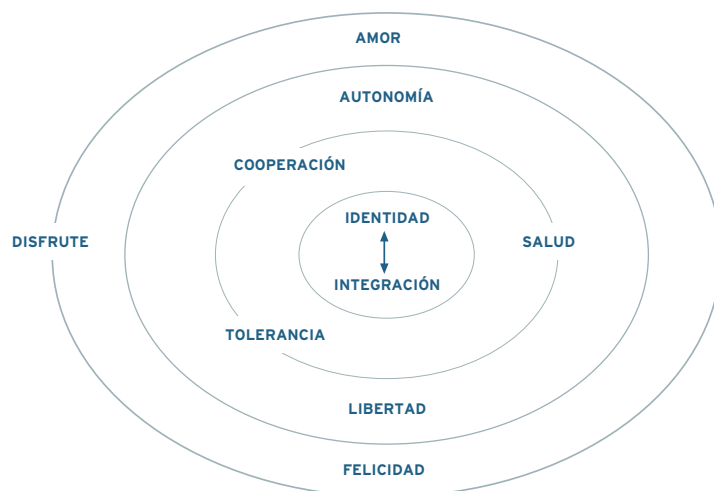 AMOR
AUTONOMÍA
COOPERACIÓN
IDENTIDAD
DISFRUTE
SALUD
INTEGRACIÓN
TOLERANCIA
LIBERTAD
FELICIDAD